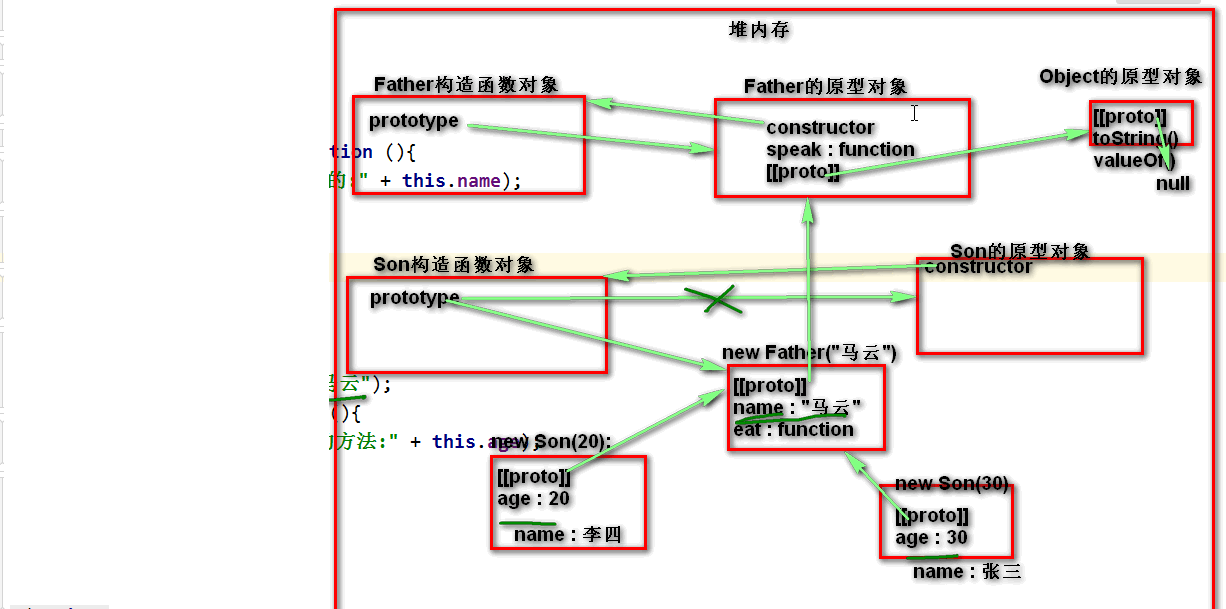 堆内存
Father构造函数对象
prototype
Father的原型对象
constructor
speak : function
[[proto]]
Object的原型对象
[[proto]]
toString()
valueOf()
null
tion (){
的:" + this.name);
Son构造函数对象
prototype
Son的原型对象
constructor
new Father("马云")
[[proto]]
name : "马云"
eat : function
马云");
(){
方法:" + this.age);
new Son(20):
[[proto]]
age : 20
name : 李四
new Son(30)
[[proto]]
age : 30
name : 张三